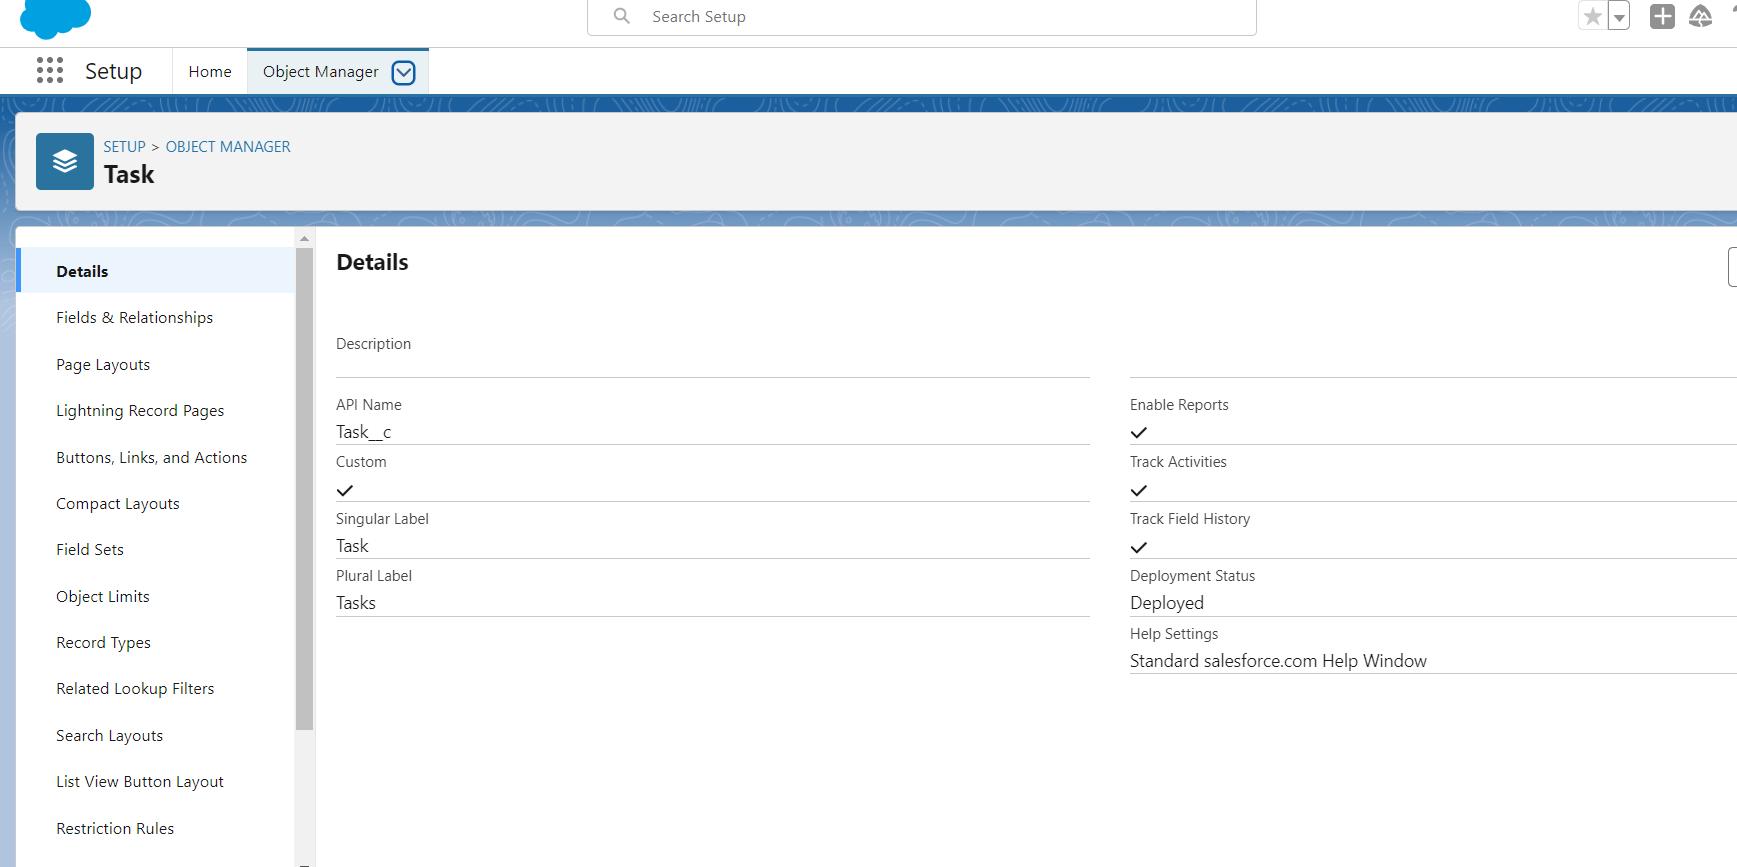 Search Setup
Setup
Home
Object Manager
SETUP > OBJECT MANAGER
Task
Details
Fields & Relationships
Page Layouts
Lightning Record Pages
Buttons, Links, and Actions
Compact Layouts
Field Sets
Object Limits
Record Types
Related Lookup Filters
Search Layouts
List View Button Layout
Restriction Rules
Details
Description
API Name
Task__c
Custom
Singular Label
Task
Plural Label
Tasks
Enable Reports
Track Activities
Track Field History
Deployment Status
Deployed
Help Settings
Standard salesforce.com Help Window